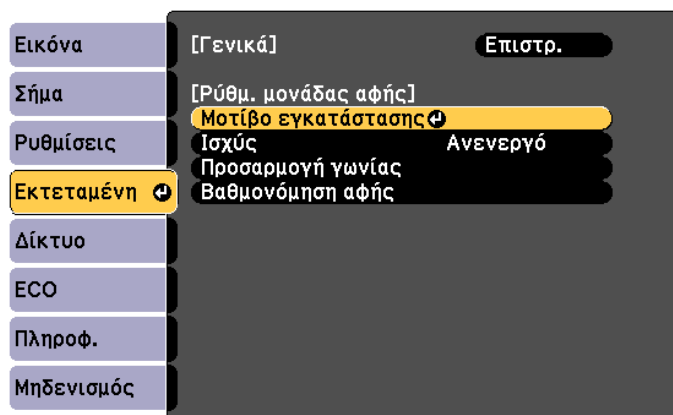 Εικόνα
Σήμα
Ρυθμίσεις
Εκτεταμένη
Δίκτυο
ECO
Πληροφ.
Μηδενισμός
[Γενικά] Επιστρ.
[Ρύθμ. μονάδας αφής]
Μοτίβο εγκατάστασης
Ισχύς Ανενεργό
Προσαρμογή γωνίας
Βαθμονόμηση αφής